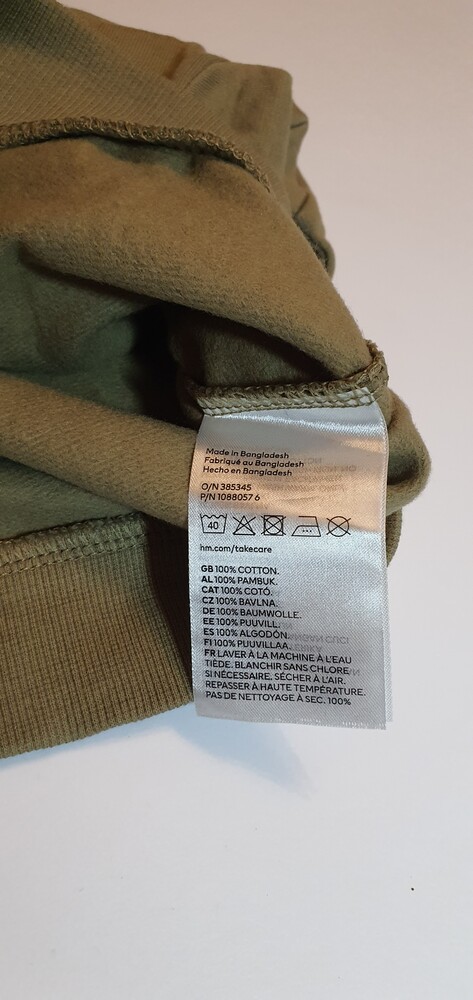 Made in Bangladesh
Fabriqué au Bangladesh
Hecho en Bangladesh
O/N 385345
P/N 1088057 6
40
hm.com/takecare
GB 100% COTTON.
AL 100% PAMBUK.
CAT 100% COTÓ.
CZ 100% BAVLNA.
DE 100% BAUMWOLLE.
EE 100% PUUVILL.
ES 100% ALGODÓN.
FI 100% PUUVILLAA.
FR LAVER À LA MACHINE À L'EAU
TIÈDE. BLANCHIR SANS CHLORE
SI NÉCESSAIRE. SÉCHER À L'AIR.
REPASSER À HAUTE TEMPÉRATURE.
PAS DE NETTOYAGE À SEC. 100%